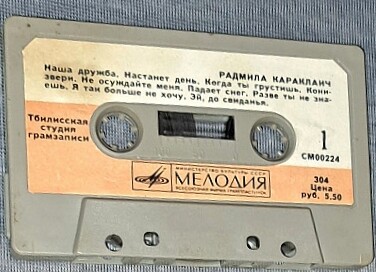 РАДМИЛА КАРАКЛАИЧ
Наша дружба. Настанет день. Когда ты грустишь. Кони-
звери. Не осуждайте меня. Падает снег. Разве ты не зна-
ешь. Я так больше не хочу. Эй, до свиданья.
Тбилисская
студия
грамзаписи
1
СМ00224
МИНИСТЕРСТВО КУЛЬТУРЫ СССР
МЕЛОДИЯ
ВСЕСОЮЗНАЯ ФИРМА ГРАМПЛАСТИНОК
304
Цена
руб. 5.50